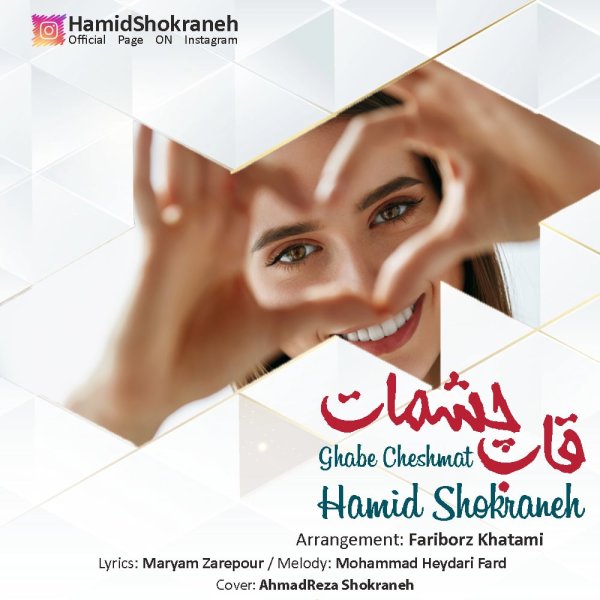 HamidShokraneh
Official Page ON Instagram
قاب چشمات
Ghabe Cheshmat
Hamid Shokraneh
Arrangement: Fariborz Khatami
Lyrics: Maryam Zarepour / Melody: Mohammad Heydari Fard
Cover: AhmadReza Shokraneh